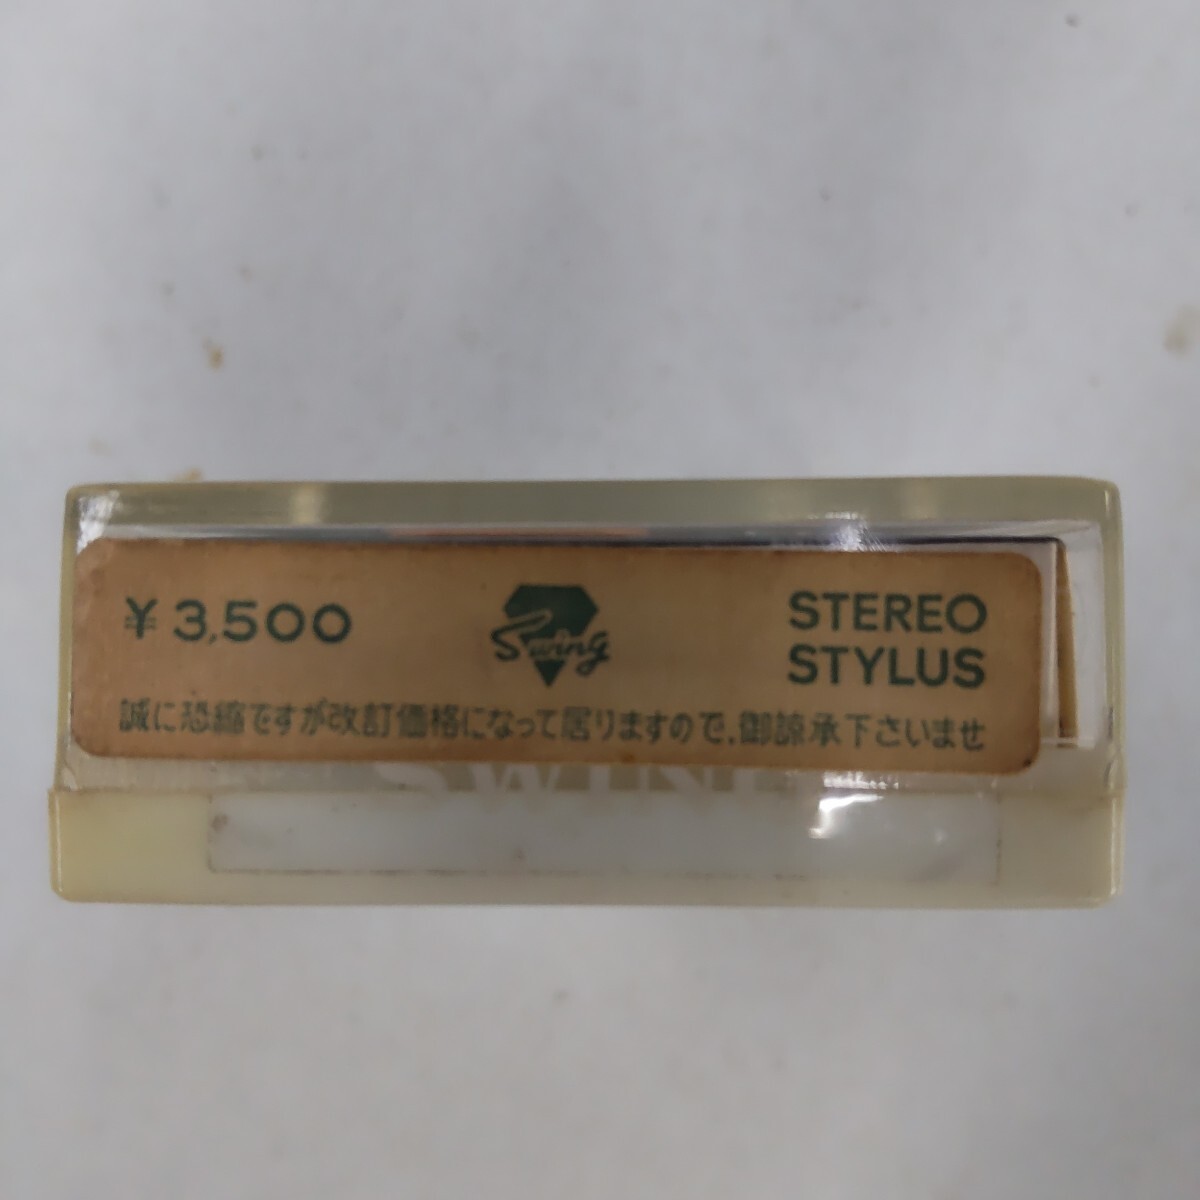 ¥3,500
Swing
STEREO
STYLUS
誠に恐縮ですが改訂価格になって居りますので、御諒承下さいませ
SWING